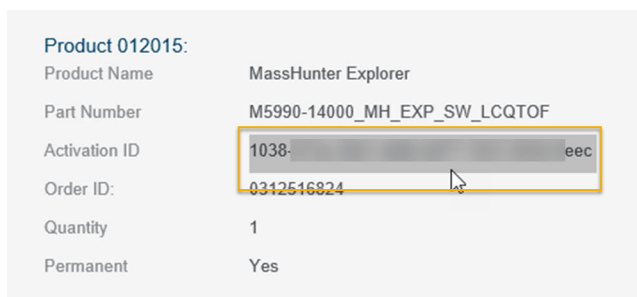 Product 012015:
Product Name MassHunter Explorer
Part Number M5990-14000_MH_EXP_SW_LCQTOF
Activation ID 1038- eec
Order ID: 0312516824
Quantity 1
Permanent Yes